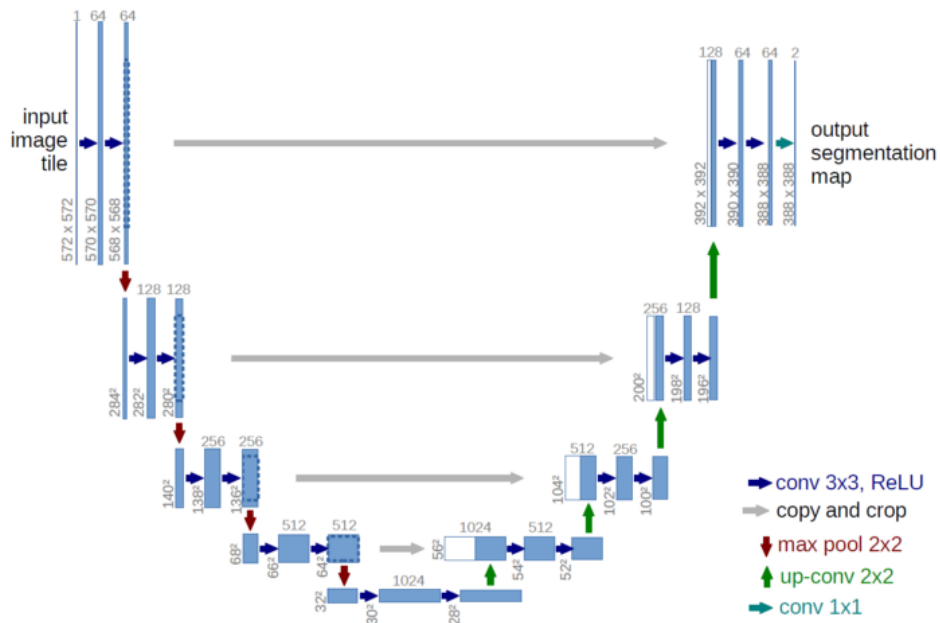 1 64 64
input
image
tile
572 x 572
570 x 570
568 x 568
128 64 64 2
output
segmentation
map
392 x 392
390 x 390
388 x 388
388 x 388
128 128
284²
282²
280²
256 128
200²
198²
196²
256 256
140²
138²
136²
512 256
104²
102²
100²
512 512
68²
66²
64²
1024 512
56²
54²
52²
1024
32²
30²
28²
conv 3x3, ReLU
copy and crop
max pool 2x2
up-conv 2x2
conv 1x1